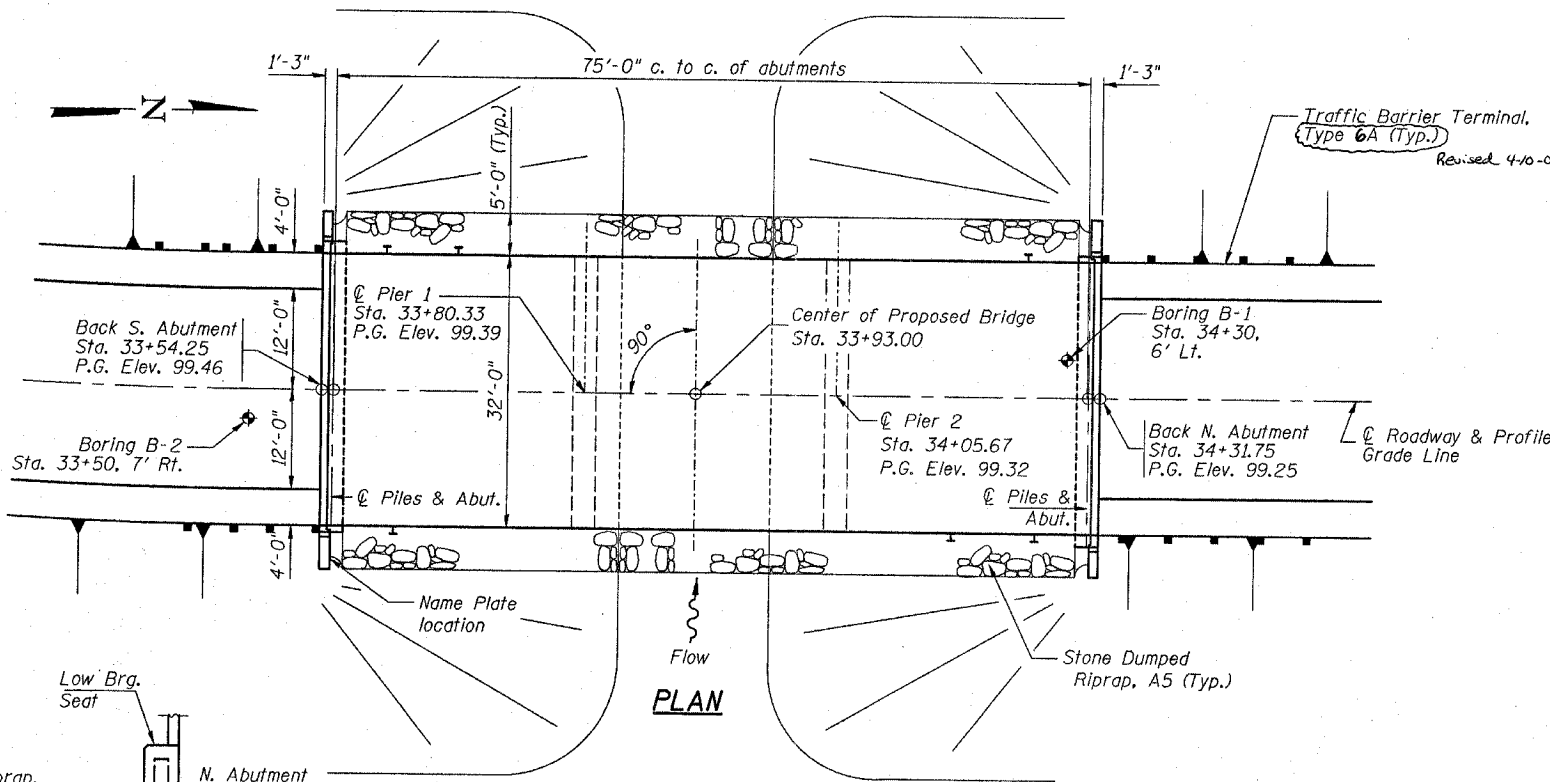 1'-3"
75'-0" c. to c. of abutments
1'-3"
N
5'-0" (Typ.)
Traffic Barrier Terminal,
Type 6A (Typ.)
Revised 4-10-0
4'-0"
℄ Pier 1
Sta. 33+80.33
P.G. Elev. 99.39
90°
Center of Proposed Bridge
Sta. 33+93.00
Boring B-1
Sta. 34+30,
6' Lt.
Back S. Abutment
Sta. 33+54.25
P.G. Elev. 99.46
12'-0"
32'-0"
12'-0"
Boring B-2
Sta. 33+50, 7' Rt.
℄ Pier 2
Sta. 34+05.67
P.G. Elev. 99.32
Back N. Abutment
Sta. 34+31.75
P.G. Elev. 99.25
℄ Roadway & Profile
Grade Line
℄ Piles & Abut.
℄ Piles &
Abut.
4'-0"
Name Plate
location
Flow
Stone Dumped
Riprap, A5 (Typ.)
PLAN
Low Brg.
Seat
N. Abutment